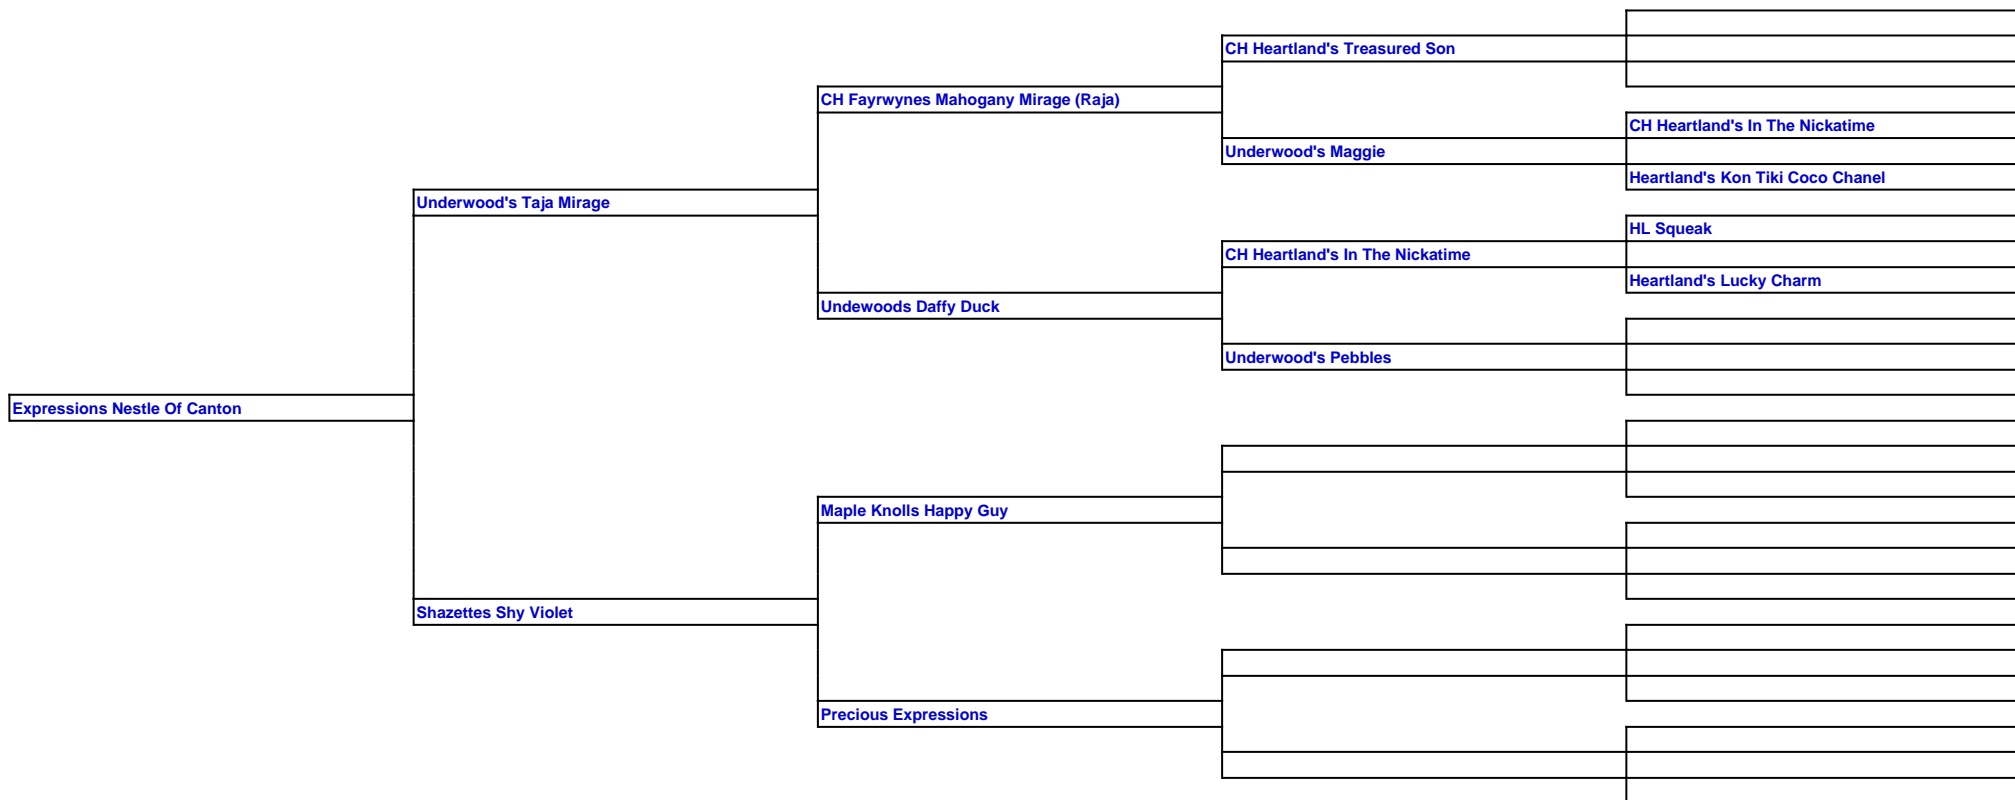 CH Heartland's Treasured Son
CH Fayrwynes Mahogany Mirage (Raja)
CH Heartland's In The Nickatime
Underwood's Maggie
Heartland's Kon Tiki Coco Chanel
Underwood's Taja Mirage
HL Squeak
CH Heartland's In The Nickatime
Heartland's Lucky Charm
Undewoods Daffy Duck
Underwood's Pebbles
Expressions Nestle Of Canton
Maple Knolls Happy Guy
Shazettes Shy Violet
Precious Expressions